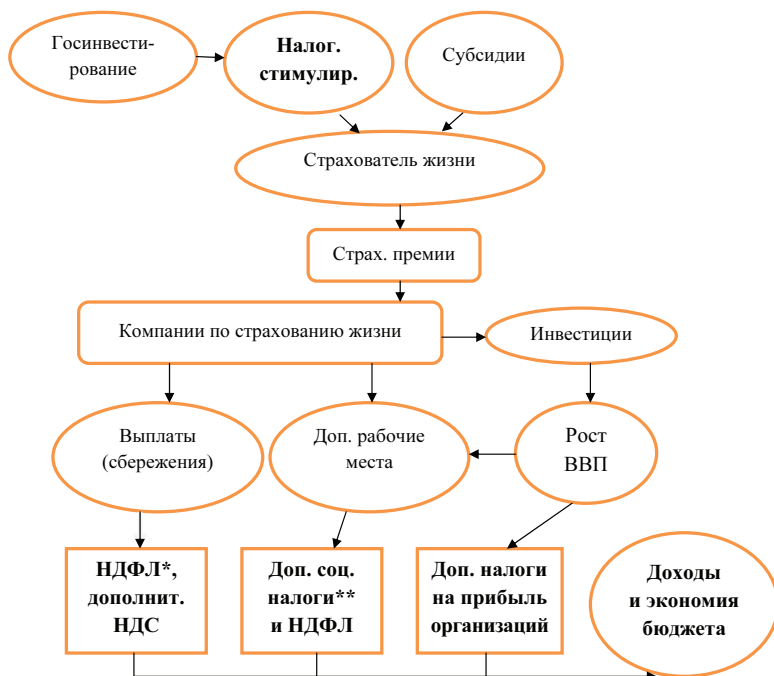 Госинвести-
рование
Налог.
стимулир.
Субсидии
Страхователь жизни
Страх. премии
Компании по страхованию жизни
Инвестиции
Выплаты
(сбережения)
Доп. рабочие
места
Рост
ВВП
НДФЛ*,
дополнит.
НДС
Доп. соц.
налоги**
и НДФЛ
Доп. налоги
на прибыль
организаций
Доходы
и экономия
бюджета